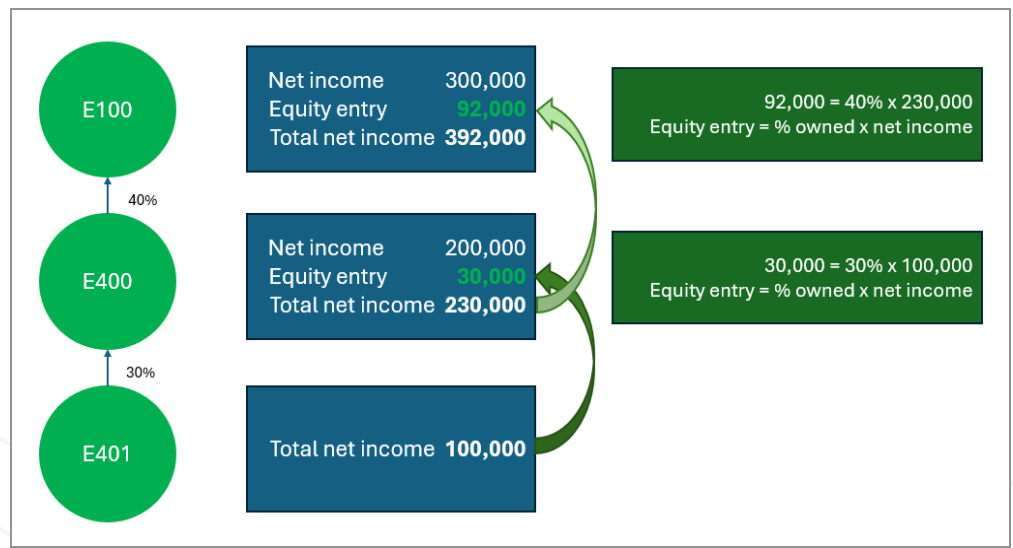 E100
Net income 300,000
Equity entry 92,000
Total net income 392,000
92,000 = 40% x 230,000
Equity entry = % owned x net income
40%
E400
Net income 200,000
Equity entry 30,000
Total net income 230,000
30,000 = 30% x 100,000
Equity entry = % owned x net income
30%
E401
Total net income 100,000